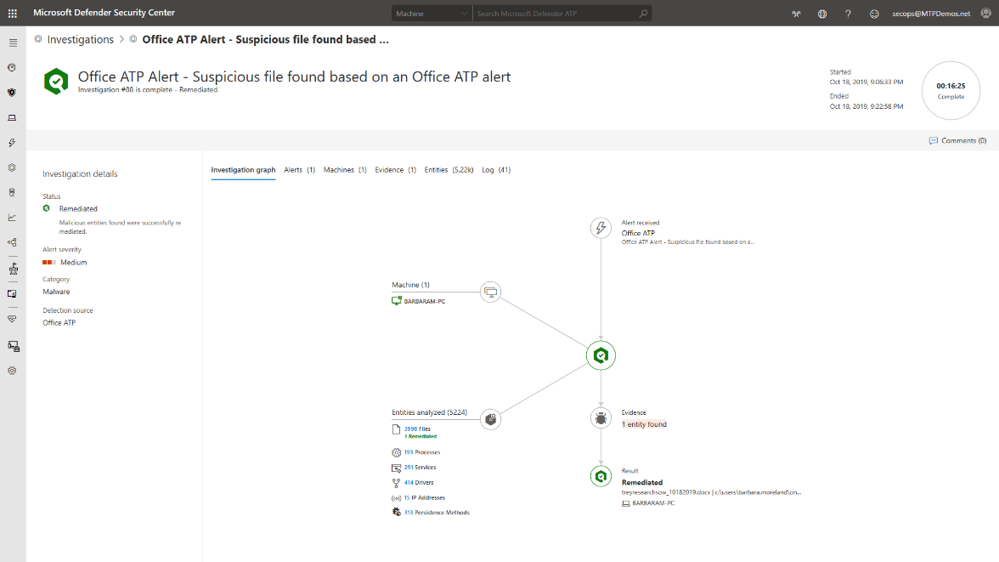 Microsoft Defender Security Center
Machine
Search Microsoft Defender ATP
?
secops@MTPDemos.net
Investigations > Office ATP Alert - Suspicious file found based ...
Office ATP Alert - Suspicious file found based on an Office ATP alert
Investigation #88 is complete - Remediated
Started
Oct 18, 2019, 9:06:33 PM
Ended
Oct 18, 2019, 9:22:58 PM
00:16:25
Complete
Comments (0)
Investigation details
Status
Remediated
Malicious entities found were successfully re
mediated.
Alert severity
Medium
Category
Malware
Detection source
Office ATP
Investigation graph Alerts (1) Machines (1) Evidence (1) Entities (5.22k) Log (41)
Alert received
Office ATP
Office ATP Alert - Suspicious file found based on a...
Machine (1)
BARBARAM-PC
Entities analyzed (5224)
3998 Files
1 Remediated
193 Processes
291 Services
414 Drivers
15 IP Addresses
313 Persistence Methods
Evidence
1 entity found
Result
Remediated
treyresearchsow_10182019.docx | c:\users\barbara.moreland\on...
BARBARAM-PC